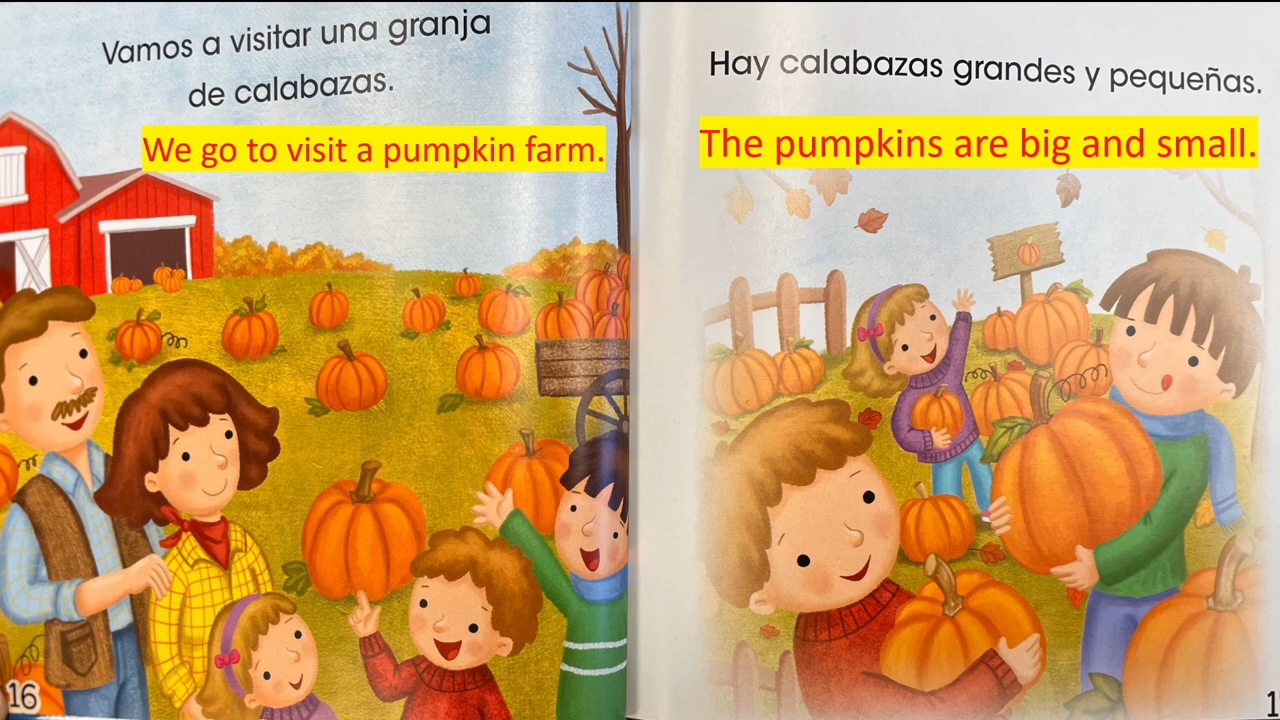 Vamos a visitar una granja
de calabazas.
We go to visit a pumpkin farm.
16
Hay calabazas grandes y pequeñas.
The pumpkins are big and small.